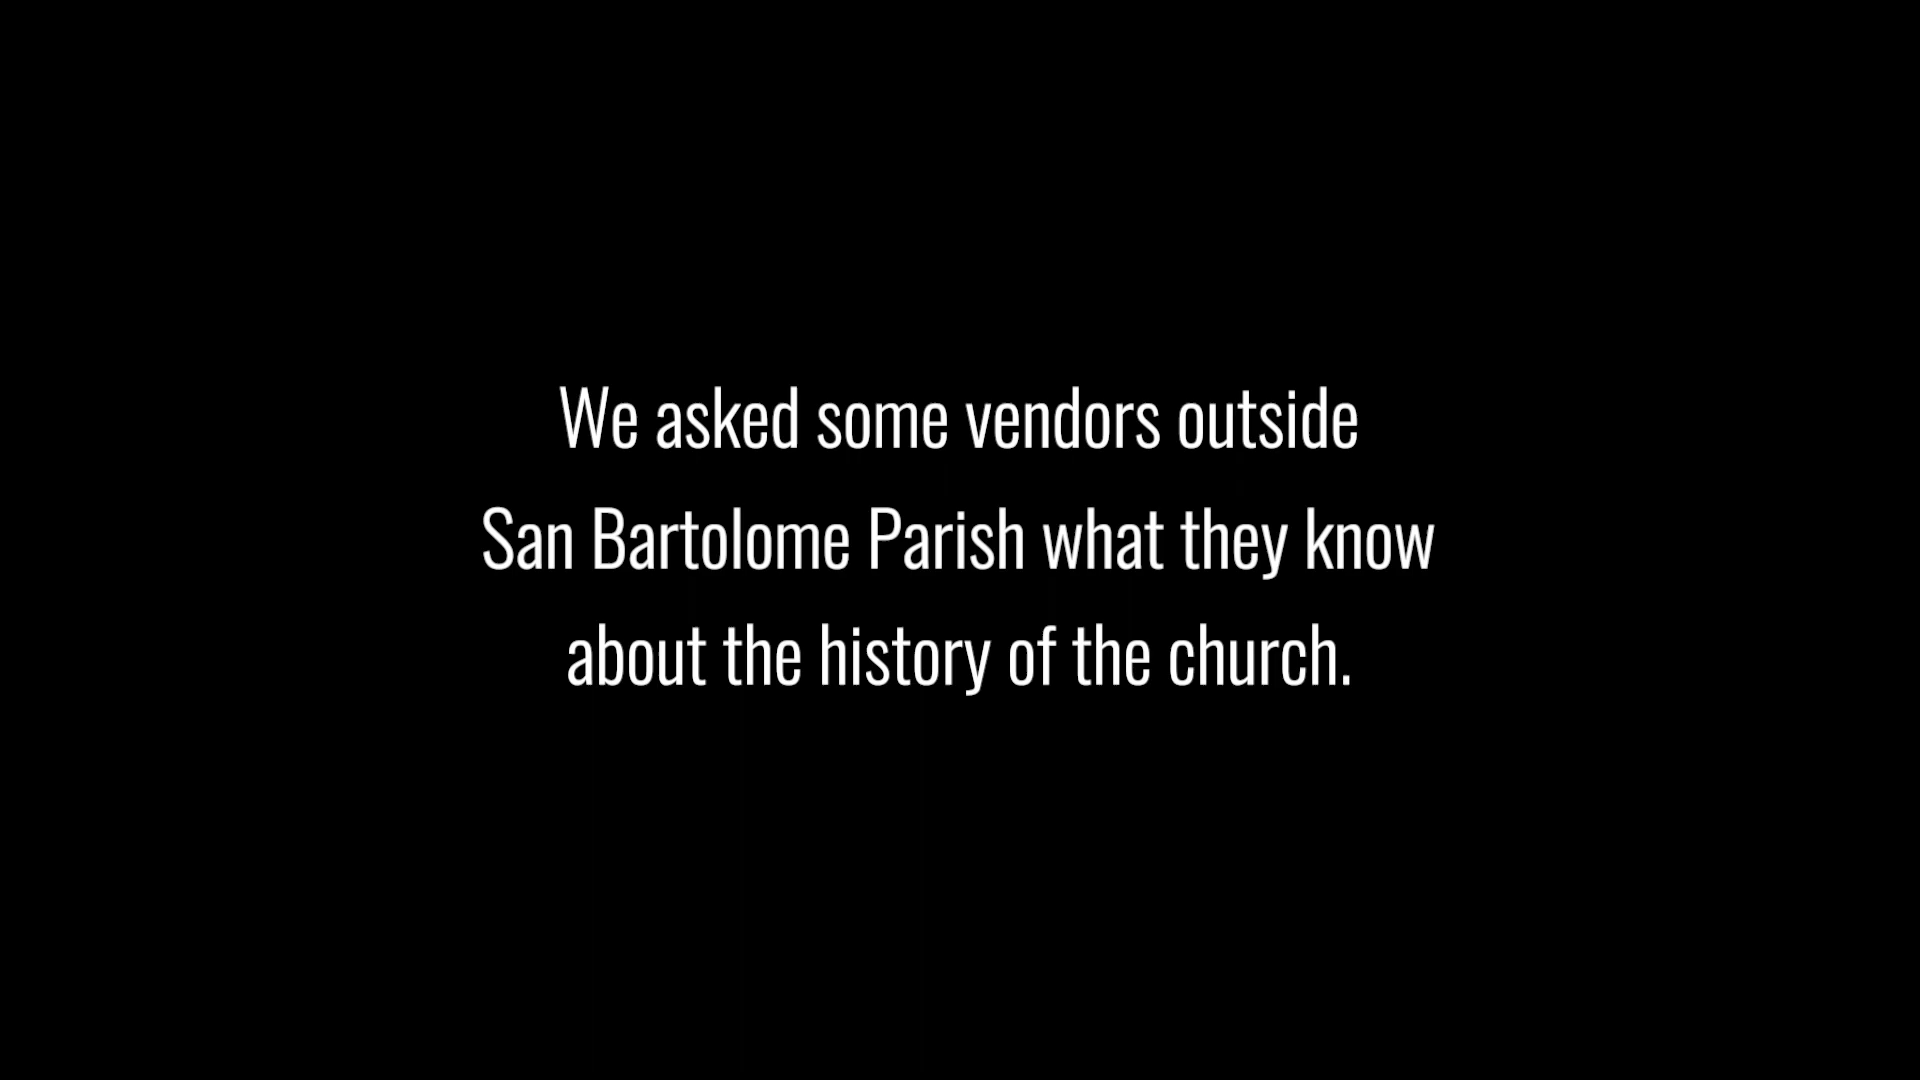 We asked some vendors outside
San Bartolome Parish what they know
about the history of the church.